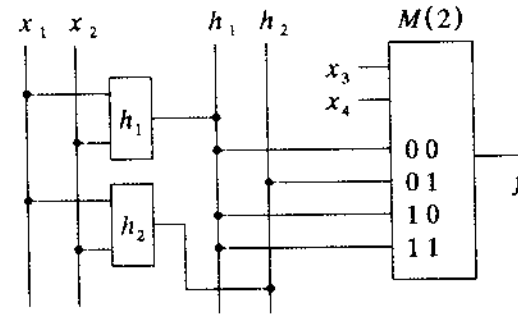 x₁ x₂ h₁ h₂ M(2)
x₃
x₄
h₁
00
01
h₂
10
11